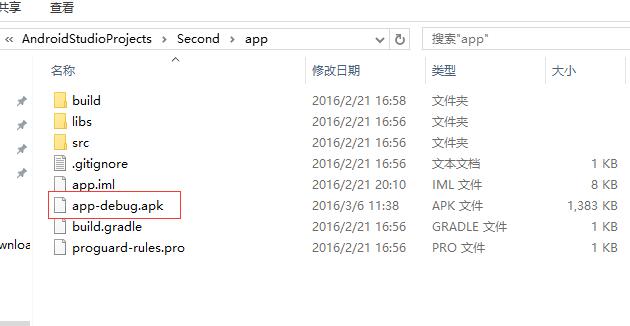 共享 查看
« AndroidStudioProjects > Second > app 搜索"app"
名称 修改日期 类型 大小
build 2016/2/21 16:58 文件夹
libs 2016/2/21 16:56 文件夹
src 2016/2/21 16:56 文件夹
.gitignore 2016/2/21 16:56 文本文档 1 KB
app.iml 2016/2/21 20:10 IML 文件 8 KB
app-debug.apk 2016/3/6 11:38 APK 文件 1,383 KB
build.gradle 2016/2/21 16:56 GRADLE 文件 1 KB
wnloa proguard-rules.pro 2016/2/21 16:56 PRO 文件 1 KB